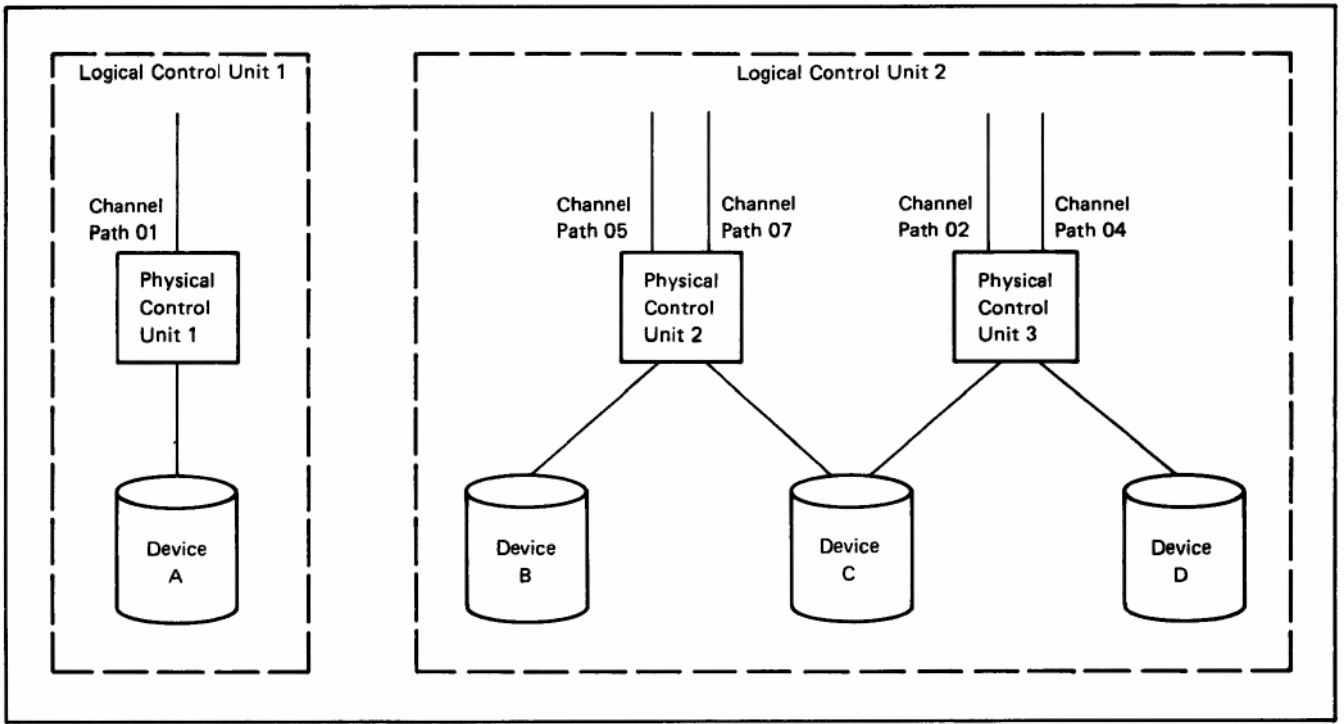 Logical Control Unit 1
Channel
Path 01
Physical
Control
Unit 1
Device
A
Logical Control Unit 2
Channel
Path 05
Channel
Path 07
Channel
Path 02
Channel
Path 04
Physical
Control
Unit 2
Physical
Control
Unit 3
Device
B
Device
C
Device
D